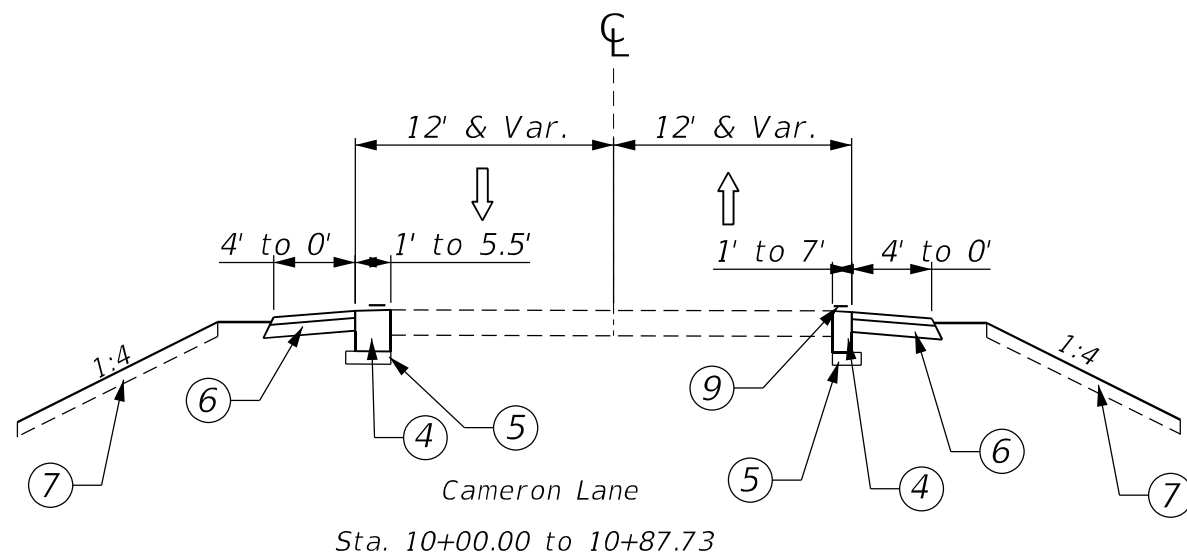 ℄
12' & Var. 12' & Var.
4' to 0' 1' to 5.5' 1' to 7' 4' to 0'
1:4 1:4
6 9
4 5 6
7 5 4 7
Cameron Lane
Sta. 10+00.00 to 10+87.73